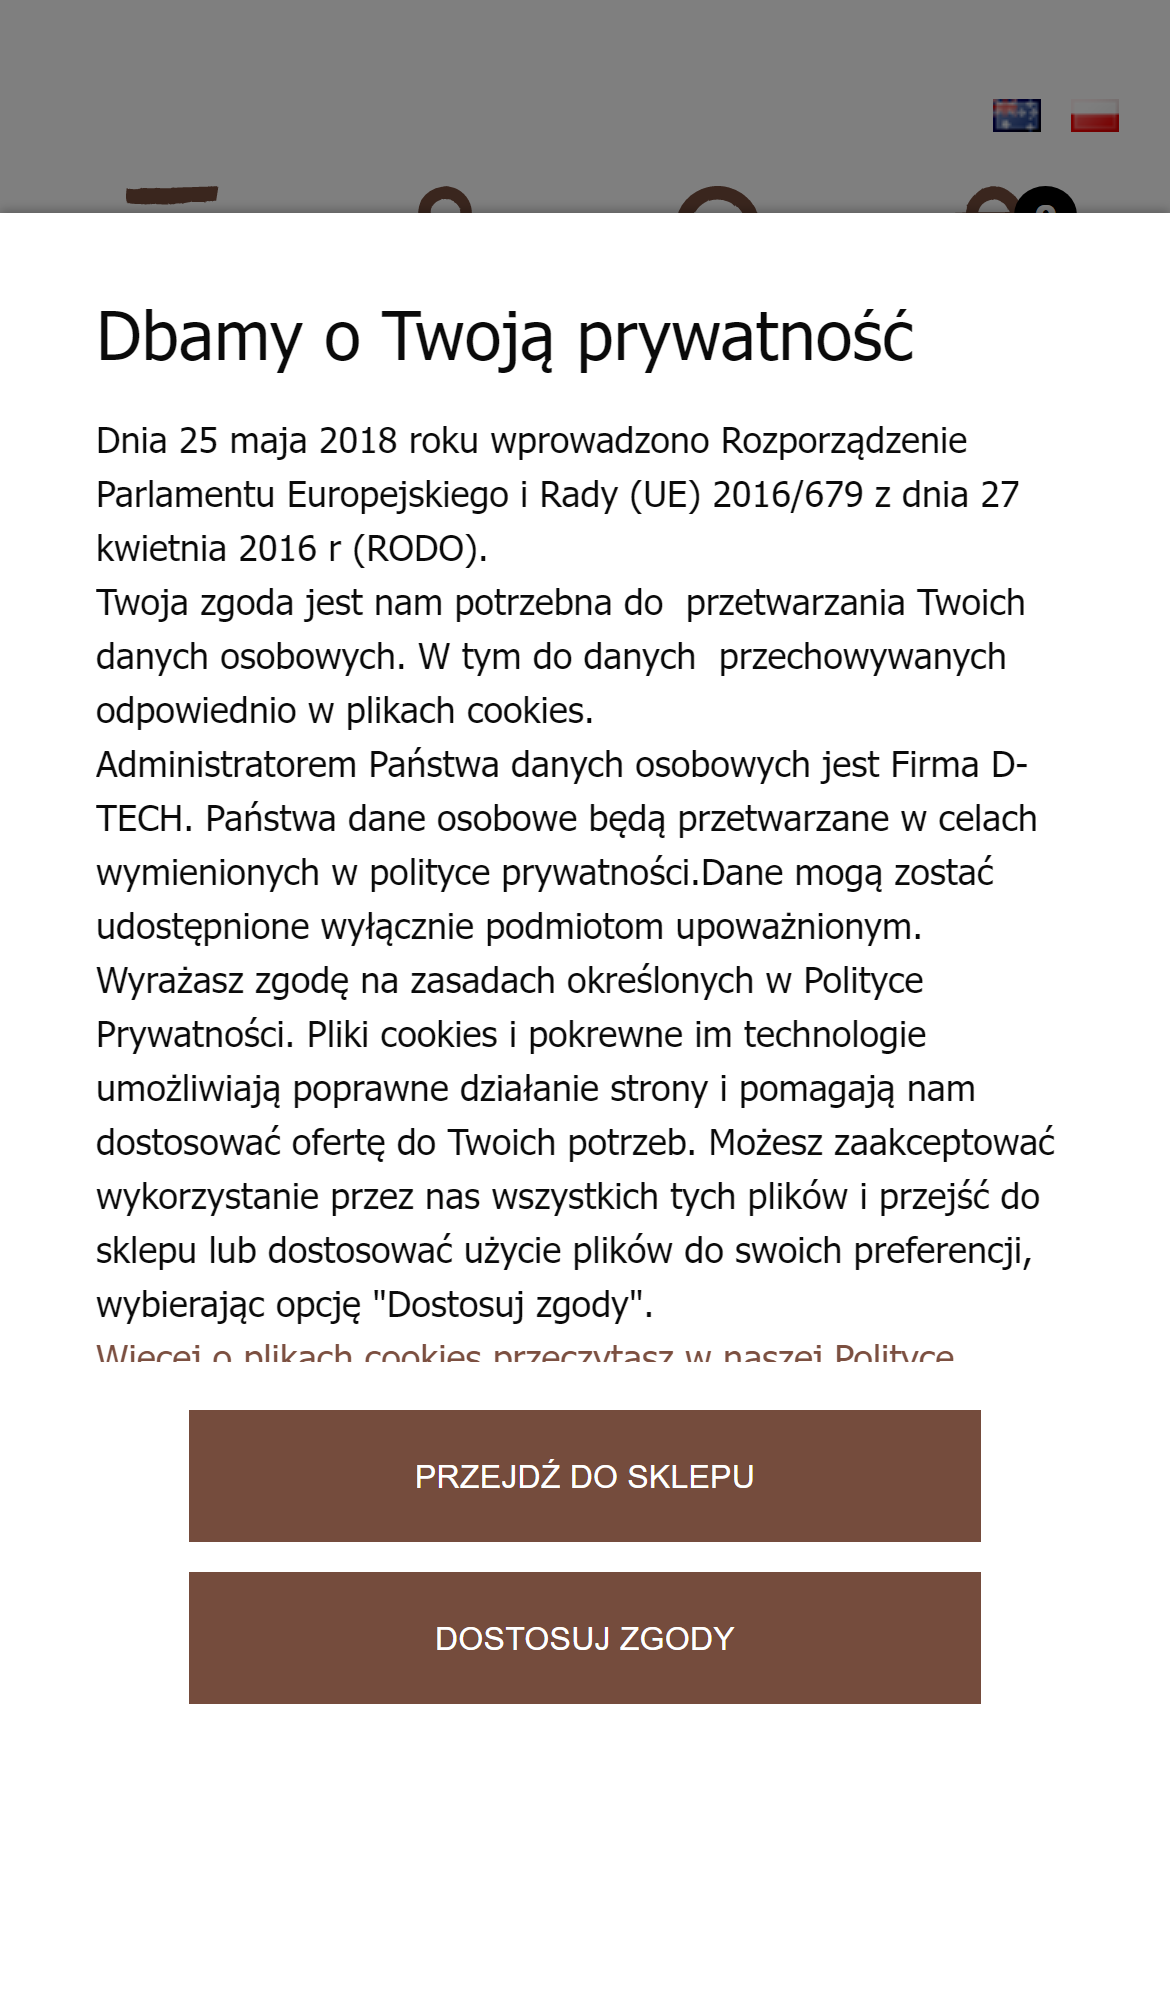 Dbamy o Twoją prywatność
Dnia 25 maja 2018 roku wprowadzono Rozporządzenie
Parlamentu Europejskiego i Rady (UE) 2016/679 z dnia 27
kwietnia 2016 r (RODO).
Twoja zgoda jest nam potrzebna do  przetwarzania Twoich
danych osobowych. W tym do danych  przechowywanych
odpowiednio w plikach cookies.
Administratorem Państwa danych osobowych jest Firma D-
TECH. Państwa dane osobowe będą przetwarzane w celach
wymienionych w polityce prywatności.Dane mogą zostać
udostępnione wyłącznie podmiotom upoważnionym.
Wyrażasz zgodę na zasadach określonych w Polityce
Prywatności. Pliki cookies i pokrewne im technologie
umożliwiają poprawne działanie strony i pomagają nam
dostosować ofertę do Twoich potrzeb. Możesz zaakceptować
wykorzystanie przez nas wszystkich tych plików i przejść do
sklepu lub dostosować użycie plików do swoich preferencji,
wybierając opcję "Dostosuj zgody".
Więcej o plikach cookies przeczytasz w naszej Polityce
PRZEJDŹ DO SKLEPU
DOSTOSUJ ZGODY